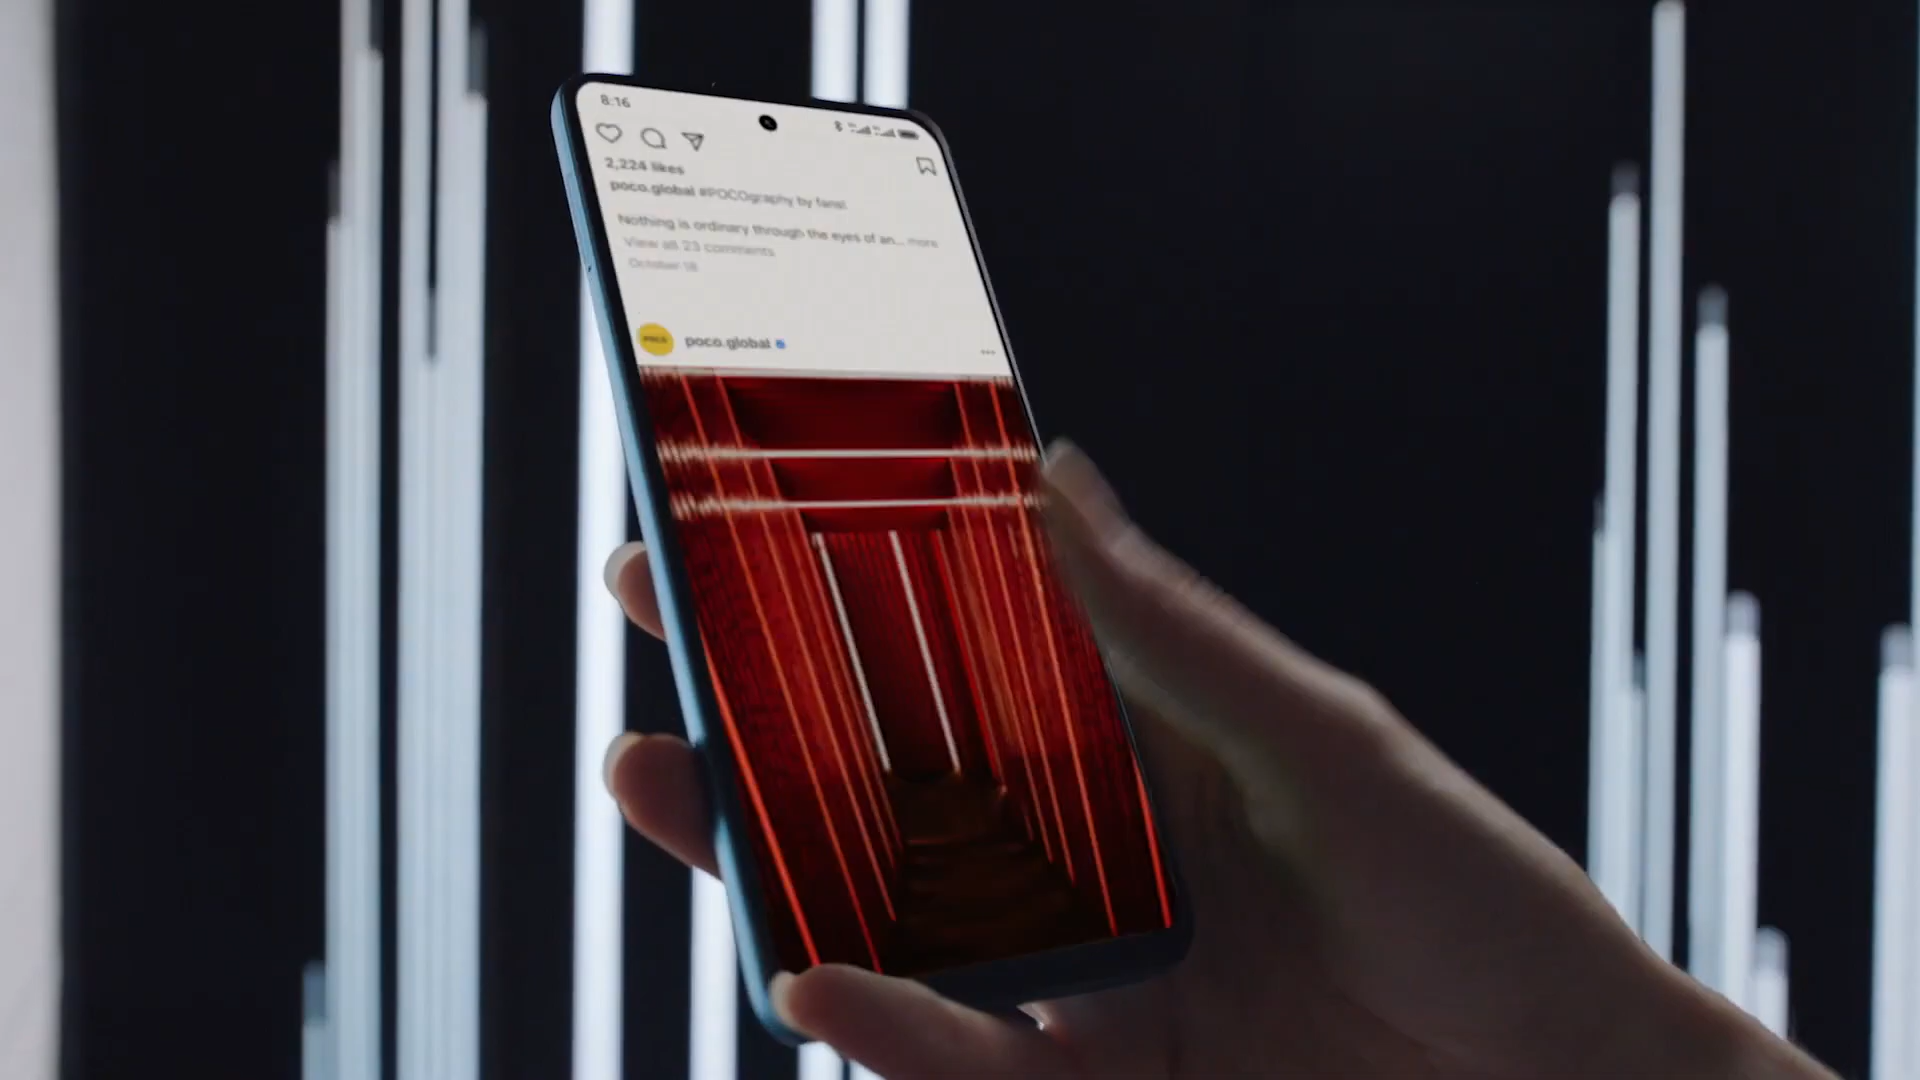 8:16
2,224 likes
poco.global #POCOgraphy by fans!
Nothing is ordinary through the eyes of an... more
View all 23 comments
October 18
POCO
poco.global